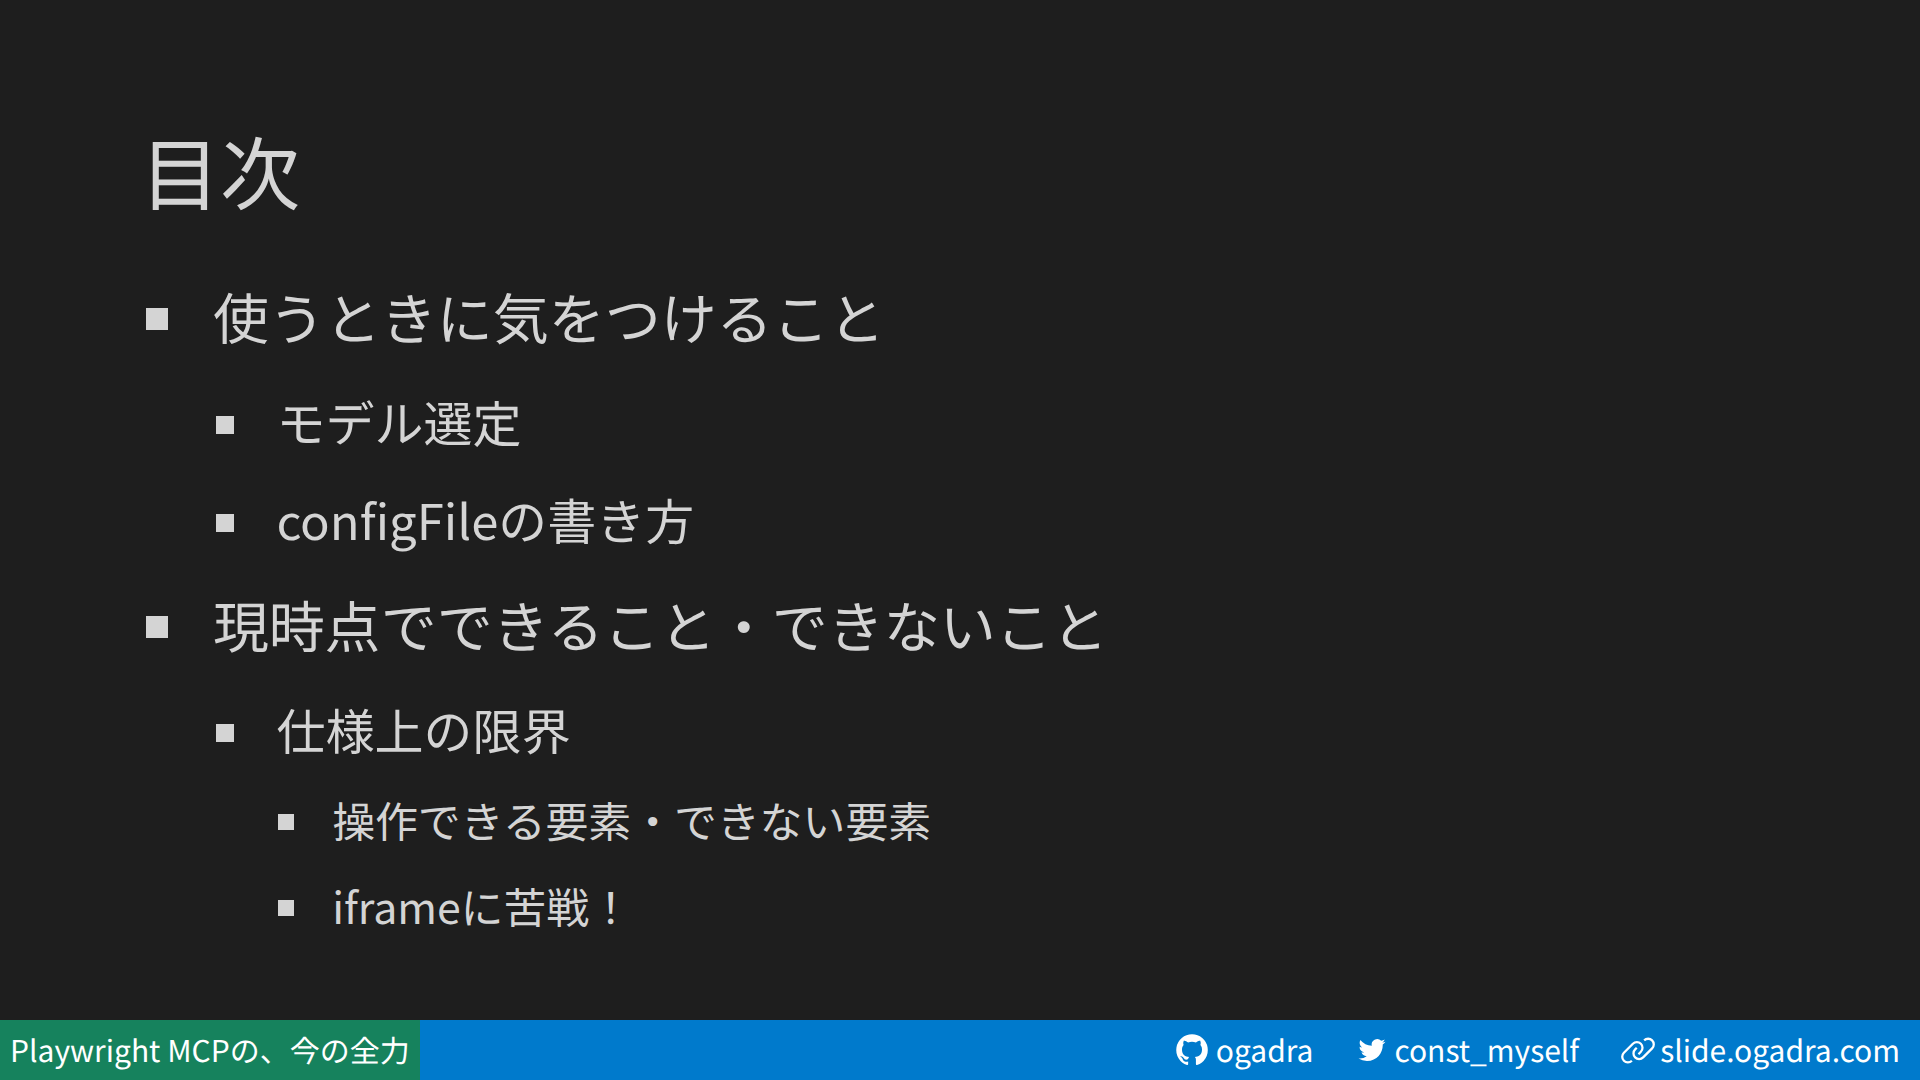 目次
使うときに気をつけること
モデル選定
configFileの書き方
現時点でできること・できないこと
仕様上の限界
操作できる要素・できない要素
iframeに苦戦！
Playwright MCPの、今の全力
ogadra
const_myself
slide.ogadra.com